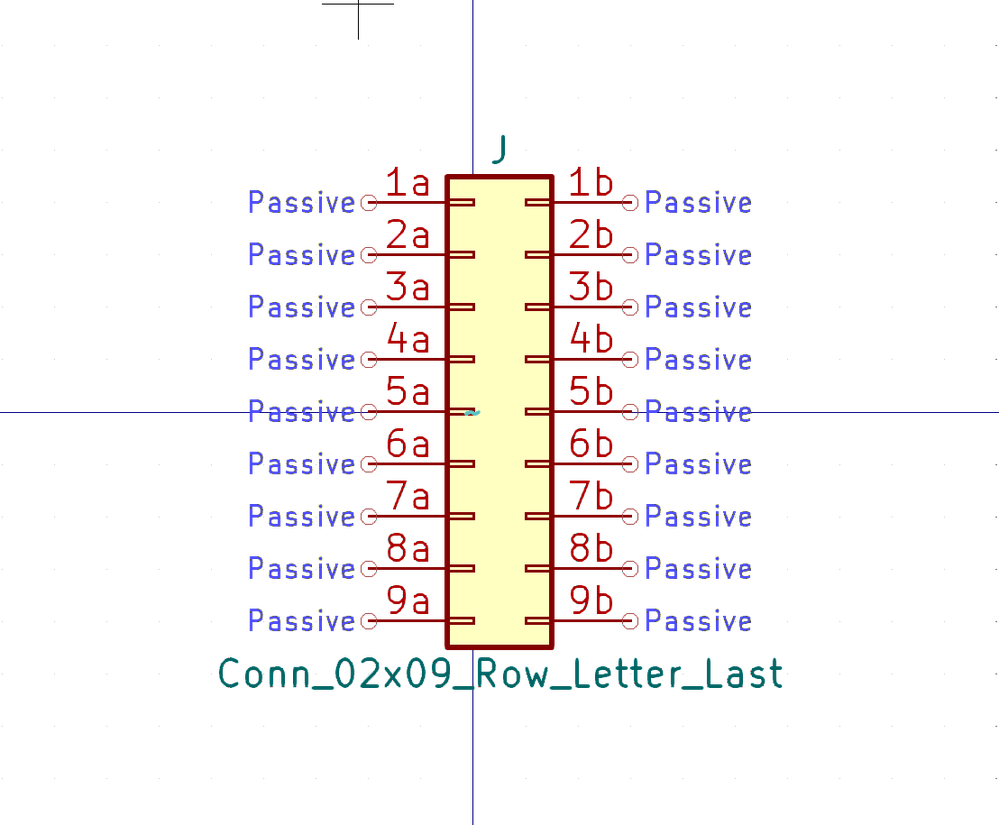 J
Passive 1a 1b Passive
Passive 2a 2b Passive
Passive 3a 3b Passive
Passive 4a 4b Passive
Passive 5a 5b Passive
Passive 6a 6b Passive
Passive 7a 7b Passive
Passive 8a 8b Passive
Passive 9a 9b Passive
Conn_02x09_Row_Letter_Last